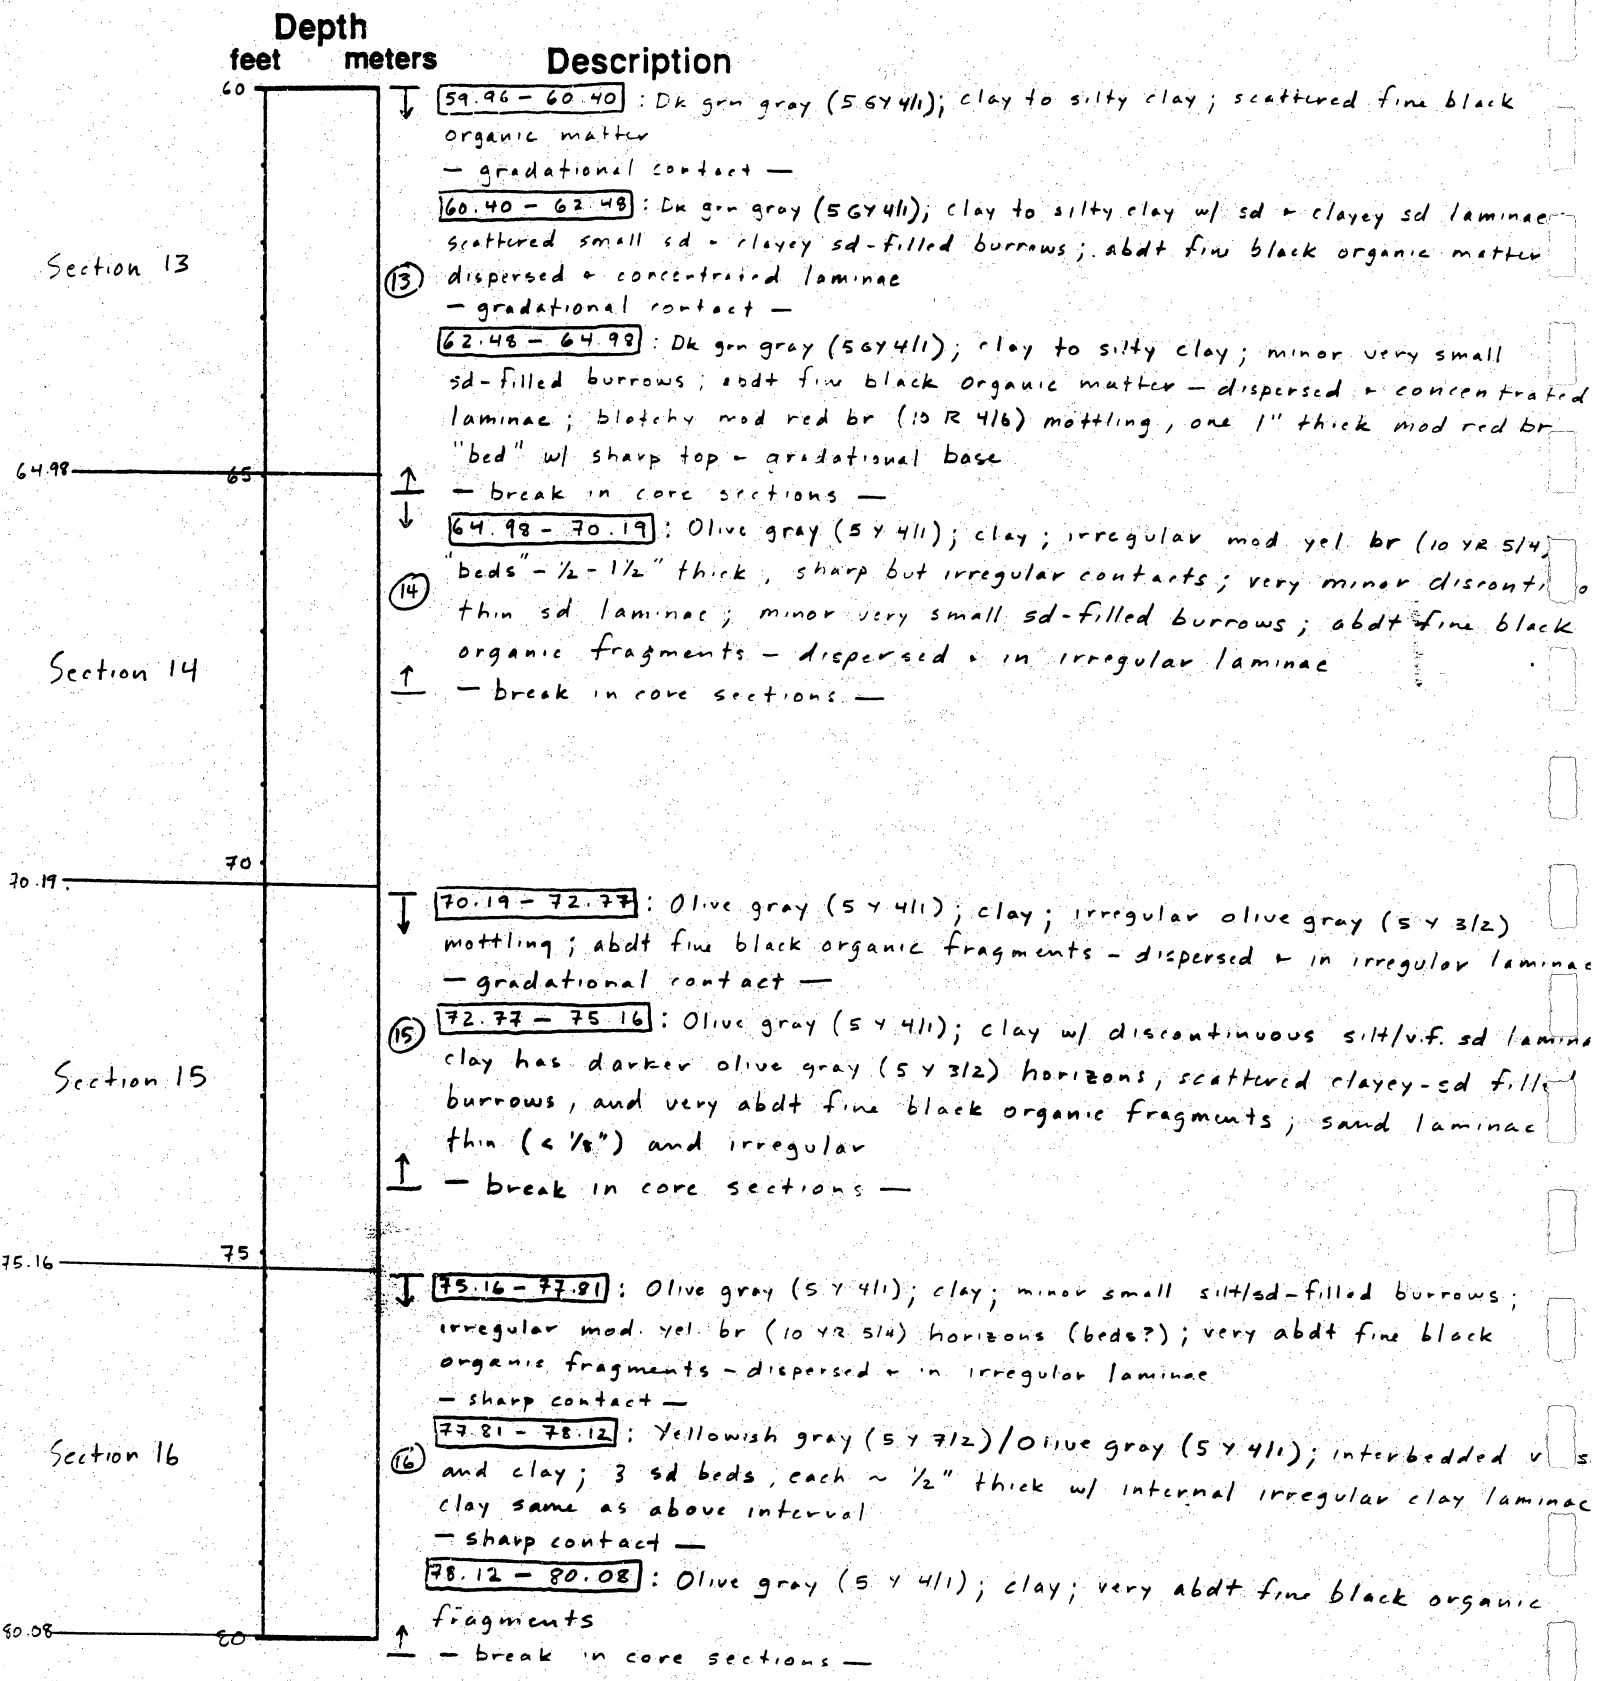 Depth
feet meters Description
60
59.96 - 60.40 : Dk grn gray (5 GY 4/1); clay to silty clay; scattered fine black
organic matter
— gradational contact —
60.40 - 62.48 : Dk grn gray (5 GY 4/1); clay to silty clay w/ sd + clayey sd laminae
Section 13
scattered small sd - clayey sd-filled burrows; abdt fine black organic matter
13 dispersed + concentrated laminae
— gradational contact —
62.48 - 64.98 : Dk grn gray (5 GY 4/1); clay to silty clay; minor very small
sd-filled burrows; abdt fine black organic matter — dispersed + concentrated
laminae; blotchy mod red br (10 R 4/6) mottling, one 1" thick mod red br
"bed" w/ sharp top - gradational base
64.98 65
— break in core sections —
64.98 - 70.19 : Olive gray (5 Y 4/1); clay; irregular mod yel br (10 YR 5/4)
"beds" - 1/2 - 1 1/2" thick, sharp but irregular contacts; very minor disconti
14
thin sd laminae; minor very small sd-filled burrows; abdt fine black
organic fragments — dispersed + in irregular laminae
Section 14
— break in core sections —
70
70.19
70.19 - 72.77 : Olive gray (5 Y 4/1); clay; irregular olive gray (5 Y 3/2)
mottling; abdt fine black organic fragments - dispersed + in irregular laminae
— gradational contact —
15 72.77 - 75.16 : Olive gray (5 Y 4/1); clay w/ discontinuous silt/v.f. sd lamina
clay has darker olive gray (5 Y 3/2) horizons, scattered clayey-sd fille
Section 15
burrows, and very abdt fine black organic fragments; sand laminae
thin (< 1/8") and irregular
— break in core sections —
75
75.16
75.16 - 77.81 : Olive gray (5 Y 4/1); clay; minor small silt/sd-filled burrows;
irregular mod. yel br (10 YR 5/4) horizons (beds?); very abdt fine black
organic fragments - dispersed + in irregular laminae
— sharp contact —
77.81 - 78.12 : Yellowish gray (5 Y 7/2)/Olive gray (5 Y 4/1); interbedded v s
Section 16
16 and clay; 3 sd beds, each ~ 1/2" thick w/ internal irregular clay laminae
clay same as above interval
— sharp contact —
78.12 - 80.08 : Olive gray (5 Y 4/1); clay; very abdt fine black organic
fragments
80.08 80
— break in core sections —